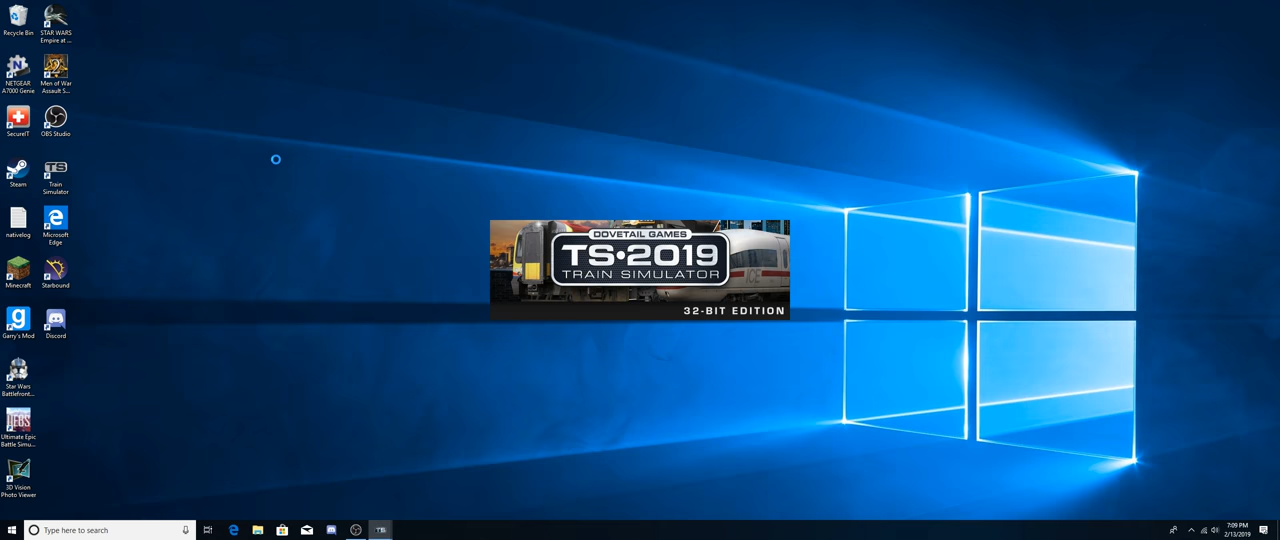 Recycle Bin
STAR WARS
Empire at ...
NETGEAR
A7000 Genie
Men of War
Assault S...
SecureIT
OBS Studio
Steam
TS
Train
Simulator
nativelog
Microsoft
Edge
Minecraft
Starbound
Garry's Mod
Discord
Star Wars
Battlefront...
Ultimate Epic
Battle Simu...
3D Vision
Photo Viewer
DOVETAIL GAMES
TS•2019
TRAIN SIMULATOR
ICE
32-BIT EDITION
Type here to search
TS
7:09 PM
2/13/2019